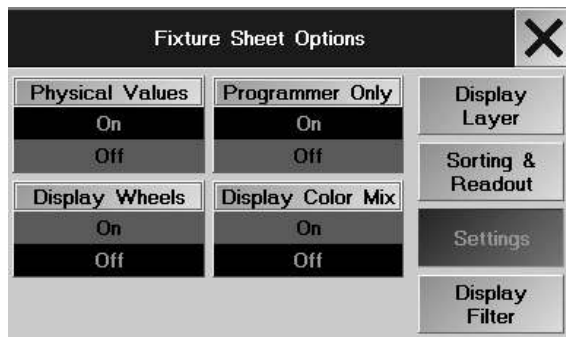 Fixture Sheet Options
Physical Values
On
Off
Programmer Only
On
Off
Display Wheels
On
Off
Display Color Mix
On
Off
Display
Layer
Sorting &
Readout
Settings
Display
Filter